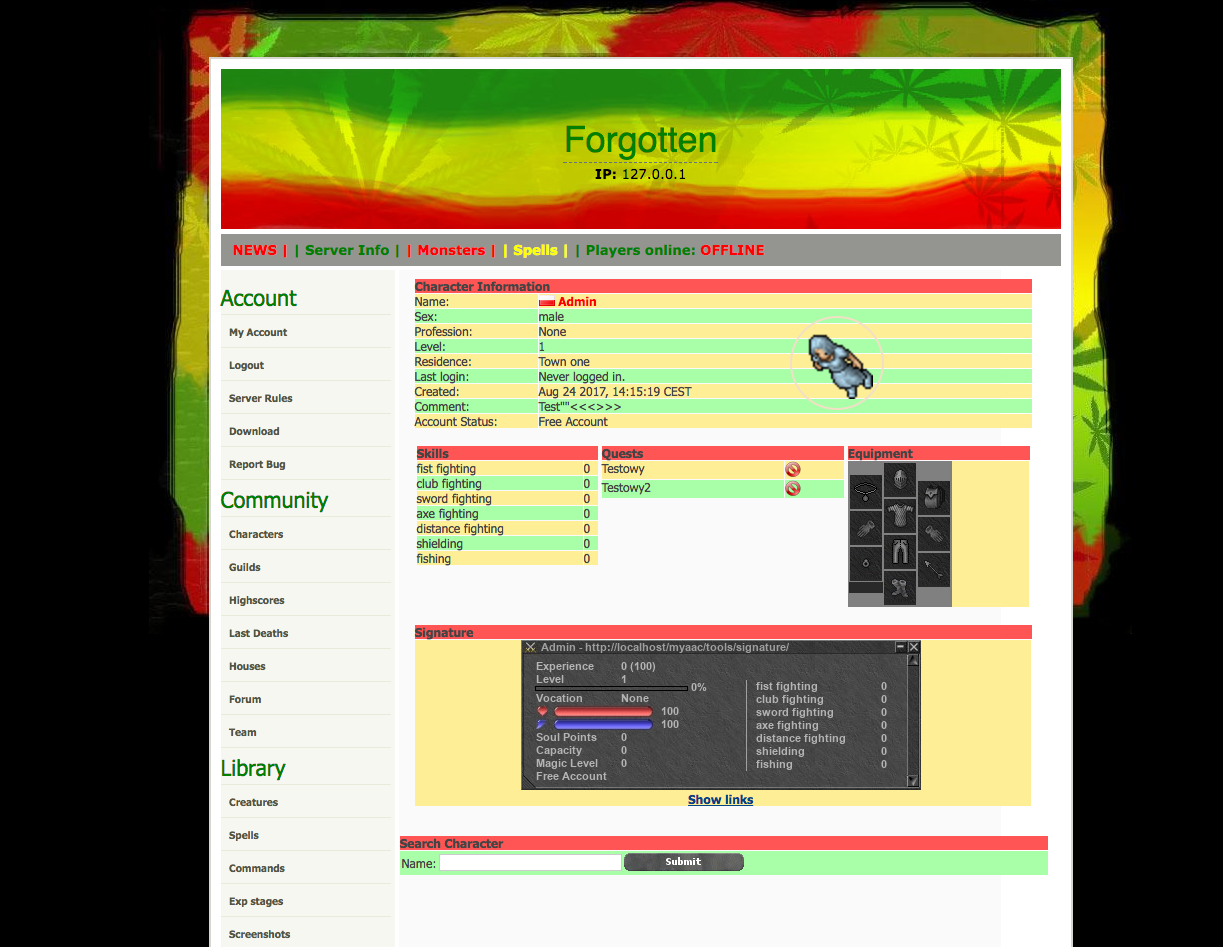 Forgotten
IP: 127.0.0.1
NEWS | | Server Info | | Monsters | | Spells | | Players online: OFFLINE
Account
My Account
Logout
Server Rules
Download
Report Bug
Community
Characters
Guilds
Highscores
Last Deaths
Houses
Forum
Team
Library
Creatures
Spells
Commands
Exp stages
Screenshots
Character Information
Name: Admin
Sex: male
Profession: None
Level: 1
Residence: Town one
Last login: Never logged in.
Created: Aug 24 2017, 14:15:19 CEST
Comment: Test""<<<>>>
Account Status: Free Account
Skills
fist fighting 0
club fighting 0
sword fighting 0
axe fighting 0
distance fighting 0
shielding 0
fishing 0
Quests
Testowy
Testowy2
Equipment
Signature
Admin - http://localhost/myaac/tools/signature/
Experience 0 (100)
Level 1
0%
Vocation None
100
100
Soul Points 0
Capacity 0
Magic Level 0
Free Account
fist fighting 0
club fighting 0
sword fighting 0
axe fighting 0
distance fighting 0
shielding 0
fishing 0
Show links
Search Character
Name: Submit